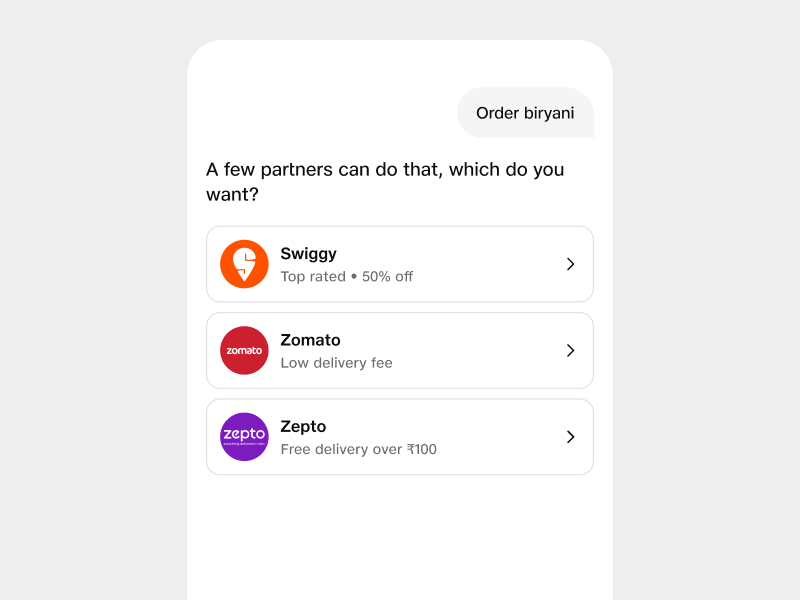 Order biryani
A few partners can do that, which do you
want?
Swiggy
Top rated • 50% off
zomato
Zomato
Low delivery fee
zepto
Zepto
Free delivery over ₹100